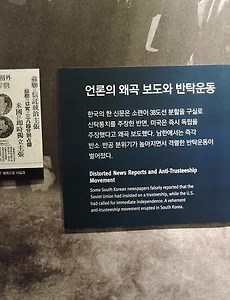 언론의 왜곡 보도와 반탁운동
한국의 한 신문은 소련이 38도선 분할을 구실로
신탁통치를 주장한 반면, 미국은 즉시 독립을
주장했다고 왜곡 보도했다. 남한에서는 즉각
반소·반공 분위기가 높아지면서 격렬한 반탁운동이
벌어졌다.
Distorted News Reports and Anti-Trusteeship
Movement
Some South Korean newspapers falsely reported that the
Soviet Union had insisted on a trusteeship, while the U.S.
had called for immediate independence. A vehement
anti-trusteeship movement erupted in South Korea.